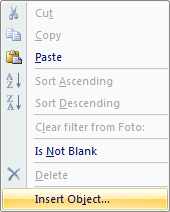 Cut
Copy
Paste
Sort Ascending
Sort Descending
Clear filter from Foto:
Is Not Blank
Delete
Insert Object...